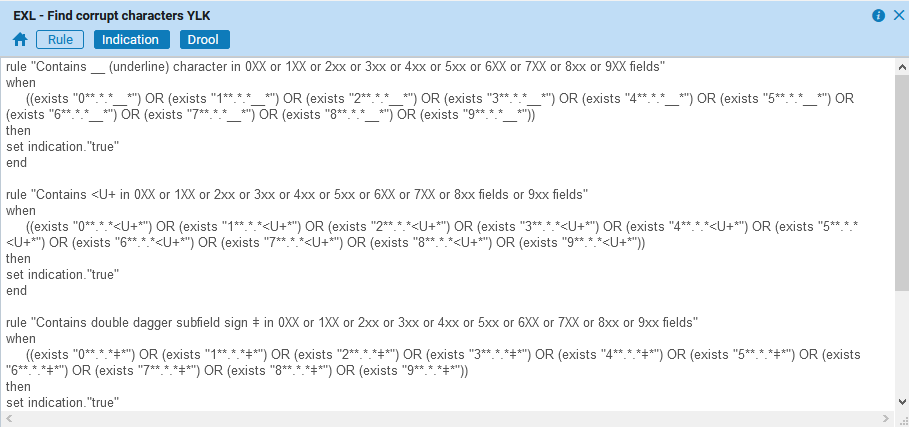 EXL - Find corrupt characters YLK
Rule Indication Drool
rule "Contains __ (underline) character in 0XX or 1XX or 2xx or 3xx or 4xx or 5xx or 6XX or 7XX or 8xx or 9XX fields"
when
((exists "0**.*.*__*") OR (exists "1**.*.*__*") OR (exists "2**.*.*__*") OR (exists "3**.*.*__*") OR (exists "4**.*.*__*") OR (exists "5**.*.*__*") OR
(exists "6**.*.*__*") OR (exists "7**.*.*__*") OR (exists "8**.*.*__*") OR (exists "9**.*.*__*"))
then
set indication."true"
end
rule "Contains <U+ in 0XX or 1XX or 2xx or 3xx or 4xx or 5xx or 6XX or 7XX or 8xx fields or 9xx fields"
when
((exists "0**.*.*<U+*") OR (exists "1**.*.*<U+*") OR (exists "2**.*.*<U+*") OR (exists "3**.*.*<U+*") OR (exists "4**.*.*<U+*") OR (exists "5**.*.*
<U+*") OR (exists "6**.*.*<U+*") OR (exists "7**.*.*<U+*") OR (exists "8**.*.*<U+*") OR (exists "9**.*.*<U+*"))
then
set indication."true"
end
rule "Contains double dagger subfield sign ǂ in 0XX or 1XX or 2xx or 3xx or 4xx or 5xx or 6XX or 7XX or 8xx or 9xx fields"
when
((exists "0**.*.*ǂ*") OR (exists "1**.*.*ǂ*") OR (exists "2**.*.*ǂ*") OR (exists "3**.*.*ǂ*") OR (exists "4**.*.*ǂ*") OR (exists "5**.*.*ǂ*") OR (exists
"6**.*.*ǂ*") OR (exists "7**.*.*ǂ*") OR (exists "8**.*.*ǂ*") OR (exists "9**.*.*ǂ*"))
then
set indication."true"